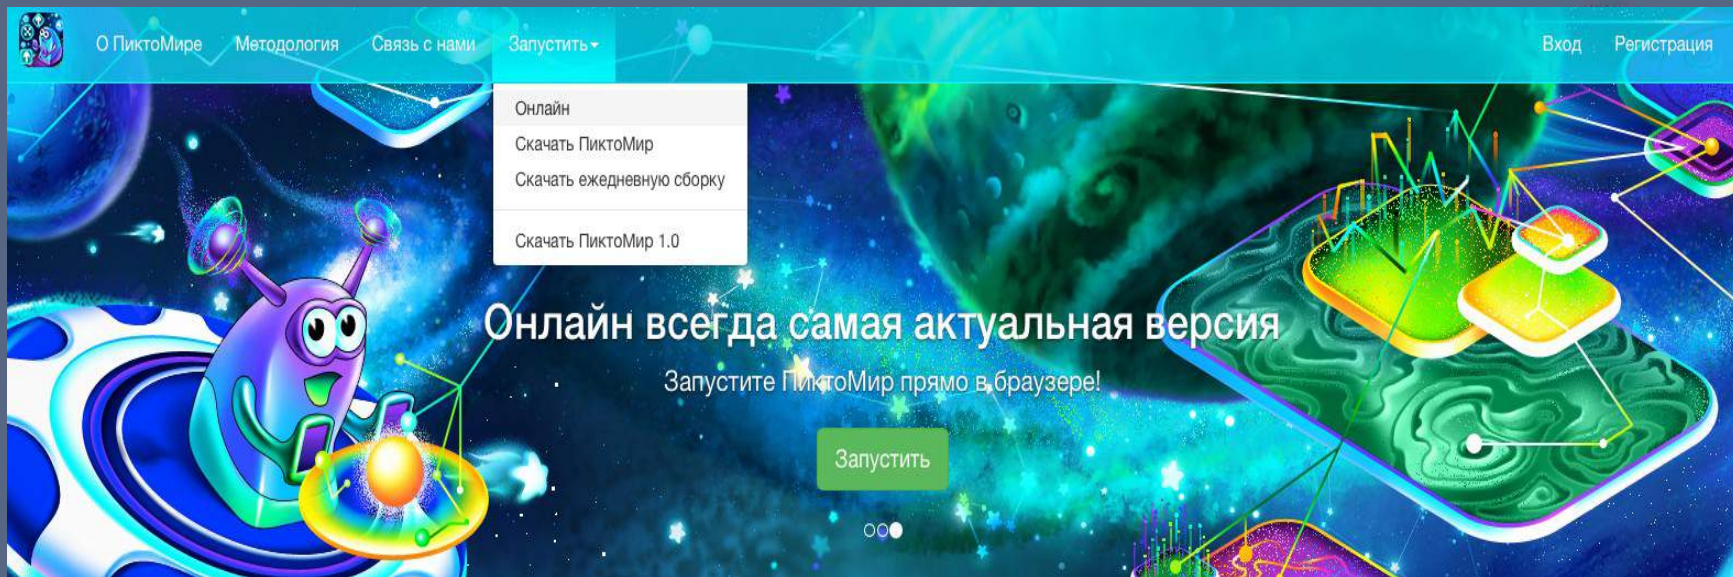 О ПиктоМире Методология Связь с нами Запустить Вход Регистрация
Онлайн
Скачать ПиктоМир
Скачать ежедневную сборку
Скачать ПиктоМир 1.0
Онлайн всегда самая актуальная версия
Запустите ПиктоМир прямо в браузере!
Запустить